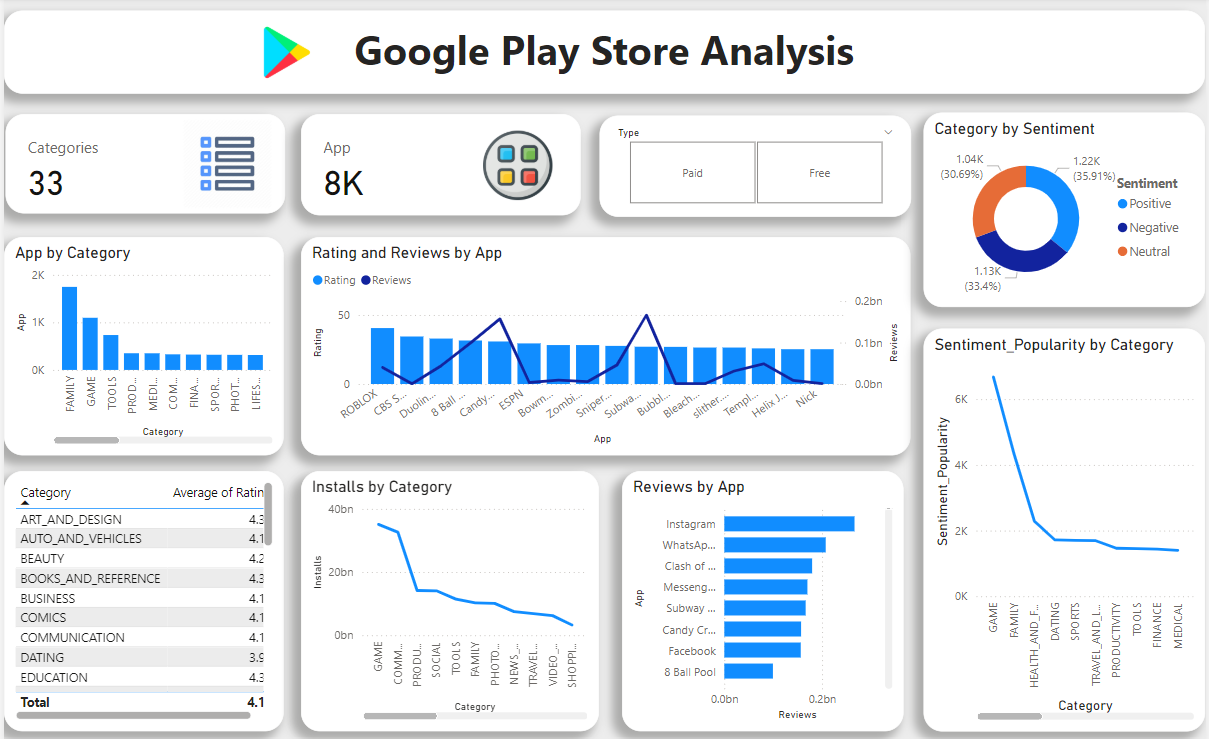 Google Play Store Analysis
Categories
33
App
8K
Type
Paid
Free
Category by Sentiment
1.04K
(30.69%)
1.22K
(35.91%)
1.13K
(33.4%)
Sentiment
Positive
Negative
Neutral
App by Category
2K
1K
0K
App
FAMILY
GAME
TOOLS
PROD...
MEDI...
COM...
FINA...
SPOR...
PHOT...
LIFES...
Category
Rating and Reviews by App
Rating
Reviews
50
0
Rating
0.2bn
0.1bn
0.0bn
Reviews
ROBLOX
CBS S...
Duolin...
8 Ball ...
Candy...
ESPN
Bowm...
Zombi...
Sniper...
Subwa...
Bubbl...
Bleach...
slither....
Templ...
Helix J...
Nick
App
Sentiment_Popularity by Category
6K
4K
2K
0K
Sentiment_Popularity
GAME
FAMILY
HEALTH_AND_F...
DATING
SPORTS
TRAVEL_AND_L...
PRODUCTIVITY
TOOLS
FINANCE
MEDICAL
Category
Category Average of Ratin
ART_AND_DESIGN 4.3
AUTO_AND_VEHICLES 4.1
BEAUTY 4.2
BOOKS_AND_REFERENCE 4.3
BUSINESS 4.1
COMICS 4.1
COMMUNICATION 4.1
DATING 3.9
EDUCATION 4.3
Total 4.1
Installs by Category
40bn
20bn
0bn
Installs
GAME
COMM...
PRODU...
SOCIAL
TOOLS
FAMILY
PHOTO...
NEWS_...
TRAVEL...
VIDEO_...
SHOPPI...
Category
Reviews by App
App
Instagram
WhatsAp...
Clash of ...
Messeng...
Subway ...
Candy Cr...
Facebook
8 Ball Pool
0.0bn
0.2bn
Reviews